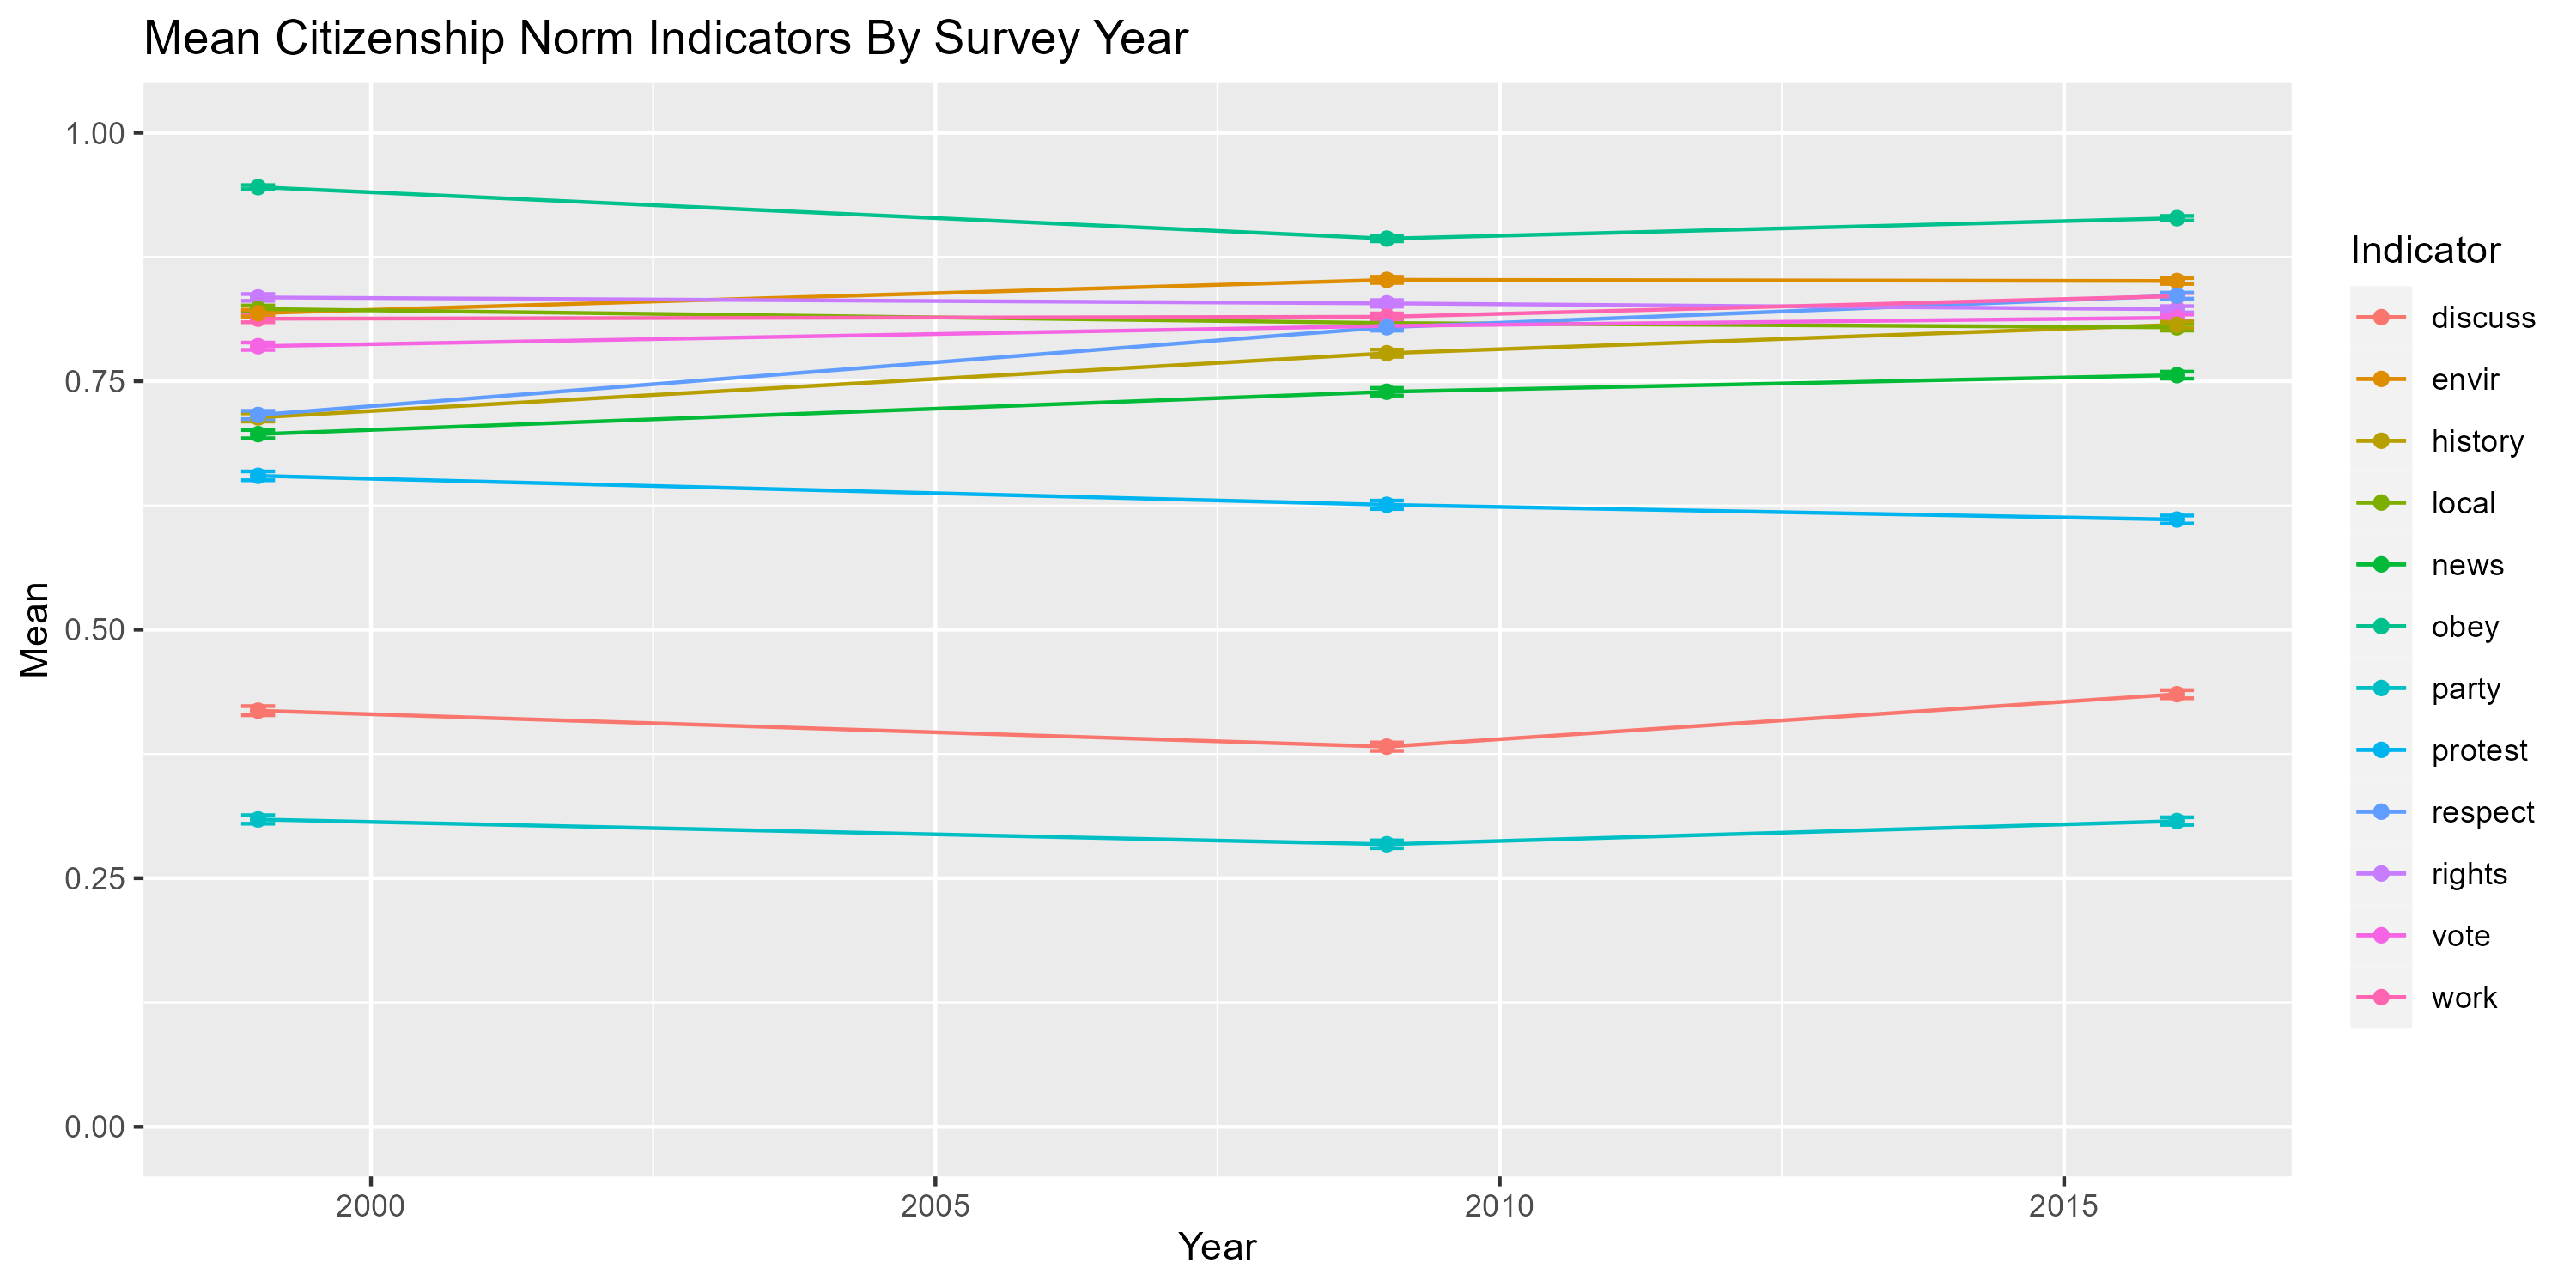 Mean Citizenship Norm Indicators By Survey Year
1.00
0.75
0.50
0.25
0.00
Mean
2000
2005
2010
2015
Year
Indicator
discuss
envir
history
local
news
obey
party
protest
respect
rights
vote
work